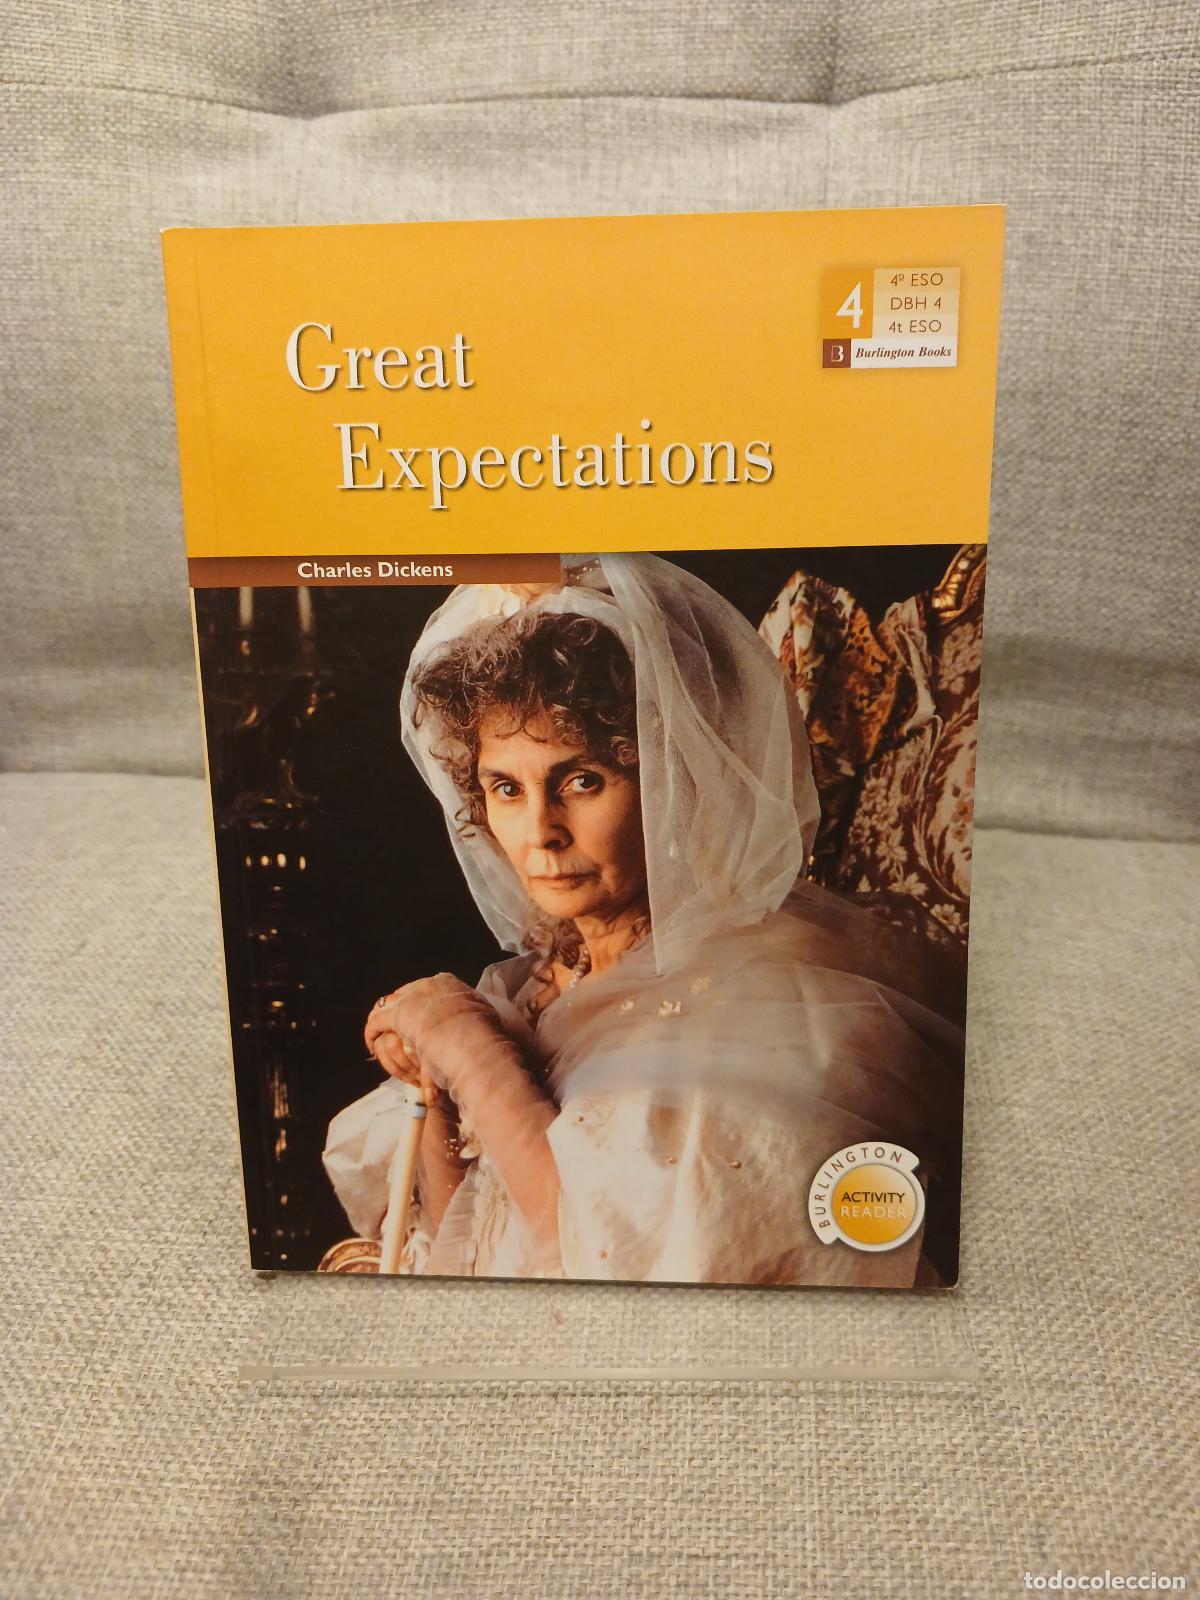 Great
Expectations
4
4º ESO
DBH 4
4t ESO
B Burlington Books
Charles Dickens
BURLINGTON
ACTIVITY
READER
todocoleccion